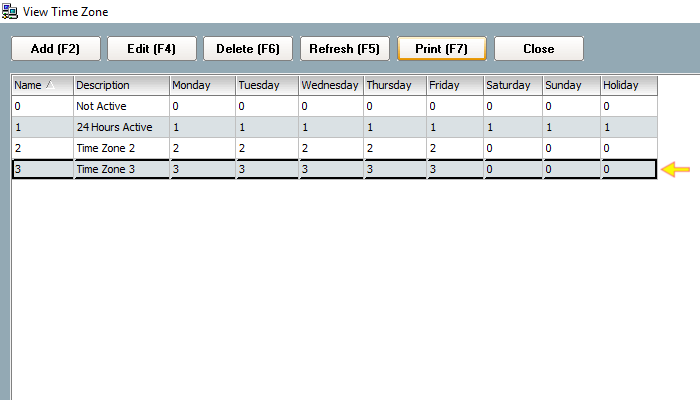 View Time Zone
Add (F2) Edit (F4) Delete (F6) Refresh (F5) Print (F7) Close
Name Description Monday Tuesday Wednesday Thursday Friday Saturday Sunday Holiday
0 Not Active 0 0 0 0 0 0 0 0
1 24 Hours Active 1 1 1 1 1 1 1 1
2 Time Zone 2 2 2 2 2 2 0 0 0
3 Time Zone 3 3 3 3 3 3 0 0 0